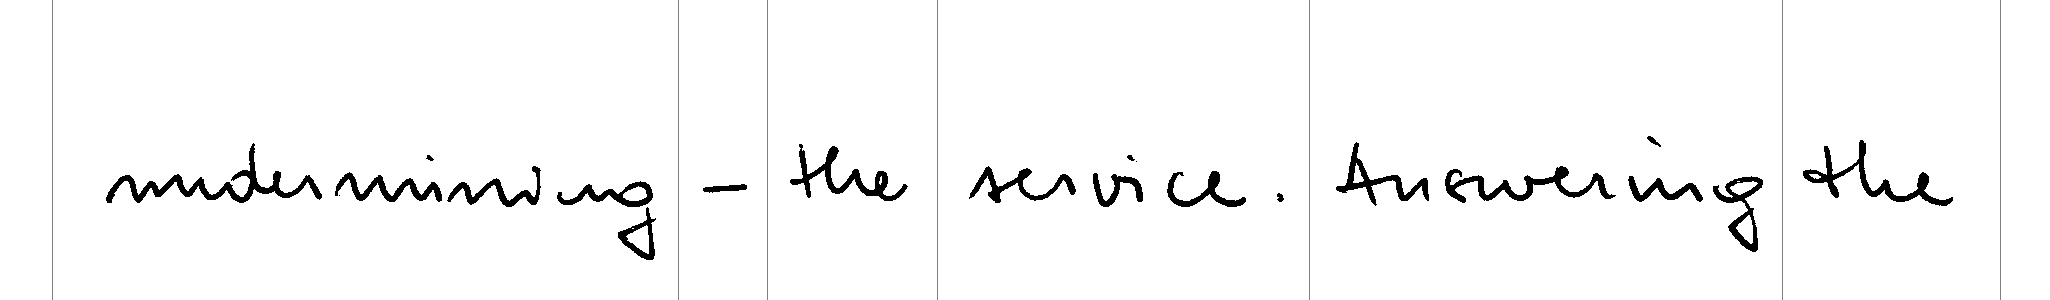 undermining - the service. Answering the